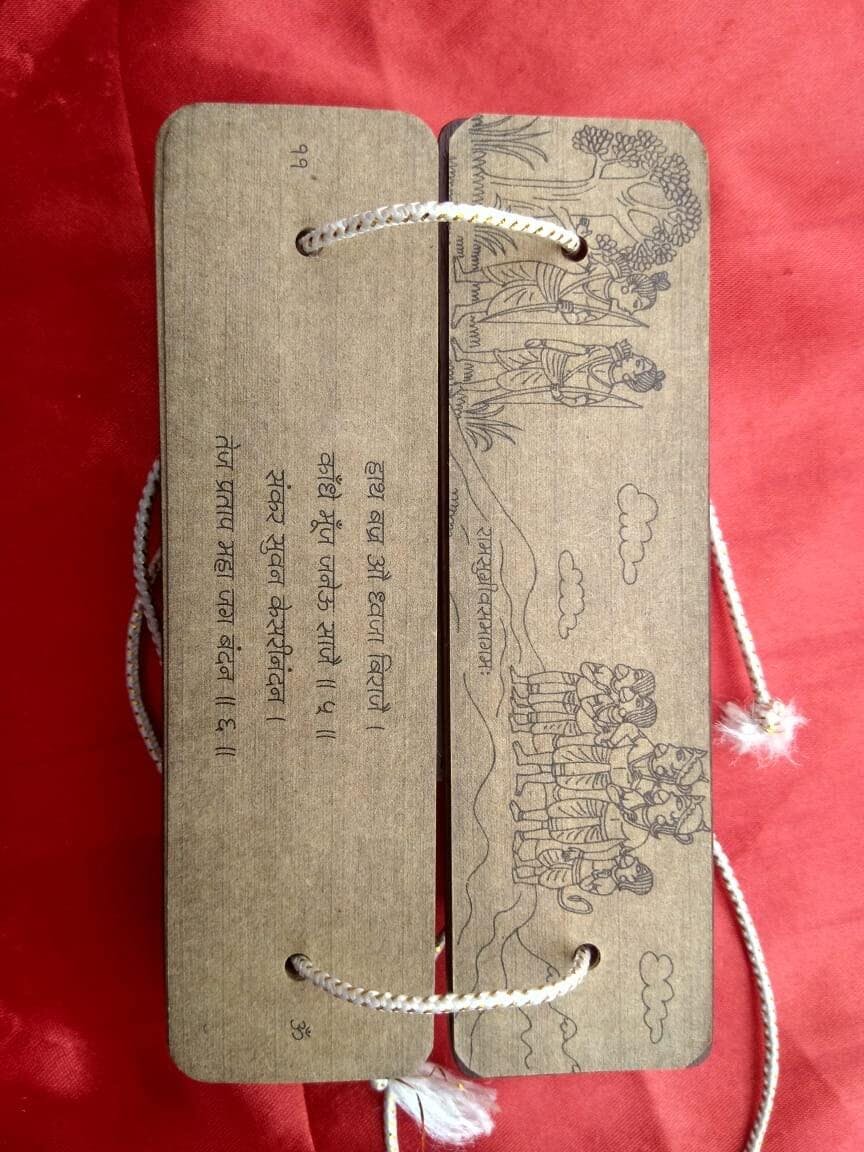 रामसुग्रीवसमागमः
हाथ बज्र औ ध्वजा बिराजे ।
काँधे मूँज जनेऊ साजे ॥ ५ ॥
११
ॐ
संकर सुवन केसरीनंदन ।
तेज प्रताप महा जग बंदन ॥ ६ ॥